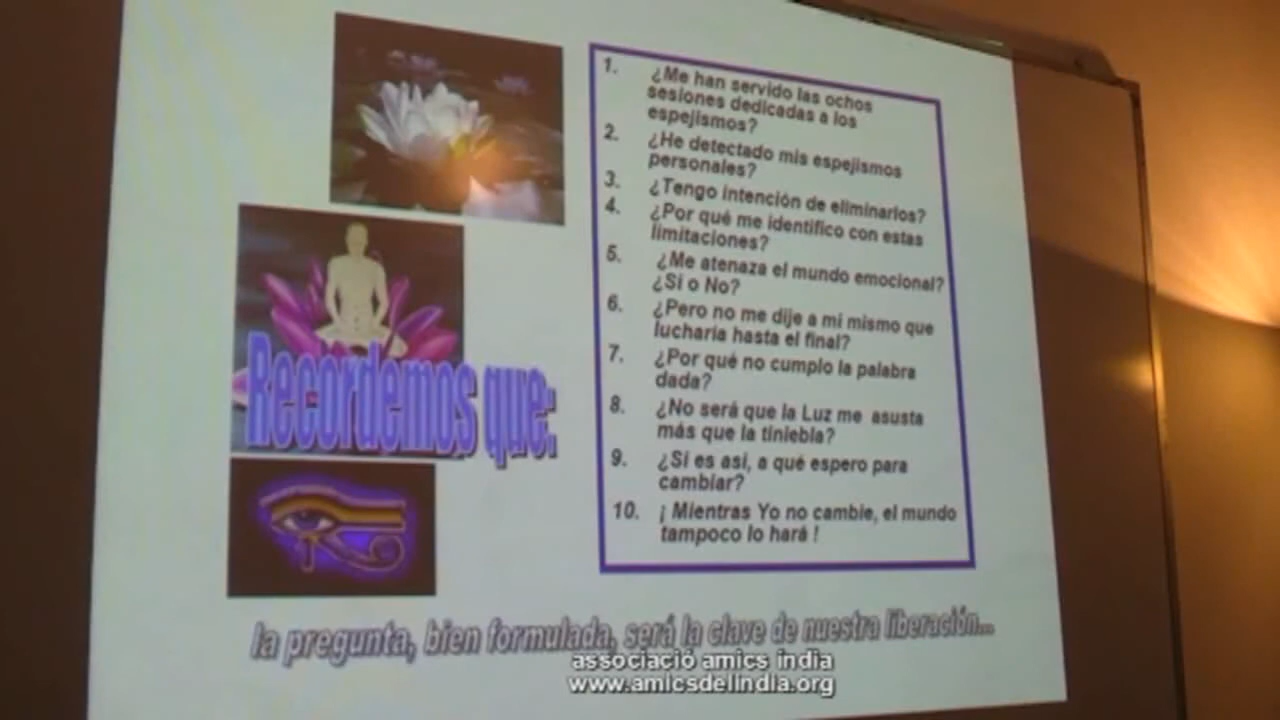 Recordemos que:
1. ¿Me han servido las ochos
sesiones dedicadas a los
espejismos?
2. ¿He detectado mis espejismos
personales?
3. ¿Tengo intención de eliminarlos?
4. ¿Por qué me identifico con estas
limitaciones?
5. ¿Me atenaza el mundo emocional?
¿Sí o No?
6. ¿Pero no me dije a mi mismo que
lucharía hasta el final?
7. ¿Por qué no cumplo la palabra
dada?
8. ¿No será que la Luz me asusta
más que la tiniebla?
9. ¿Si es así, a qué espero para
cambiar?
10. ¡ Mientras Yo no cambie, el mundo
tampoco lo hará !
la pregunta, bien formulada, será la clave de nuestra liberación...
associació amics índia
www.amicsdelindia.org